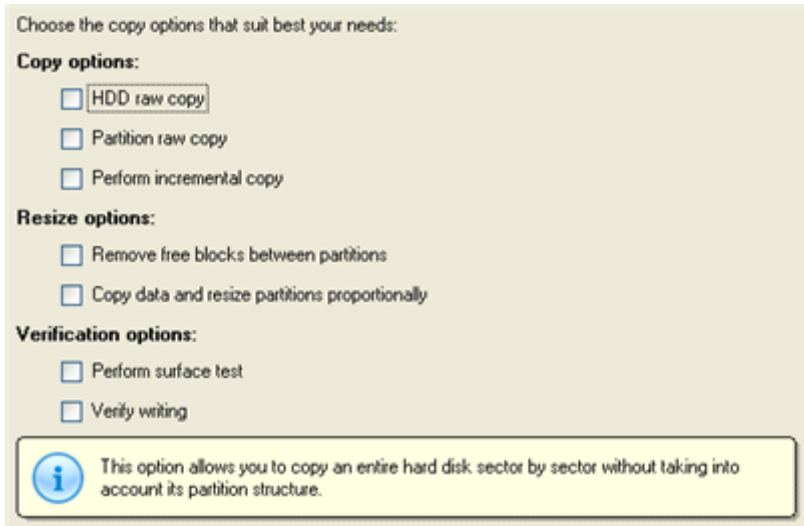 Choose the copy options that suit best your needs:
Copy options:
HDD raw copy
Partition raw copy
Perform incremental copy
Resize options:
Remove free blocks between partitions
Copy data and resize partitions proportionally
Verification options:
Perform surface test
Verify writing
This option allows you to copy an entire hard disk sector by sector without taking into
account its partition structure.